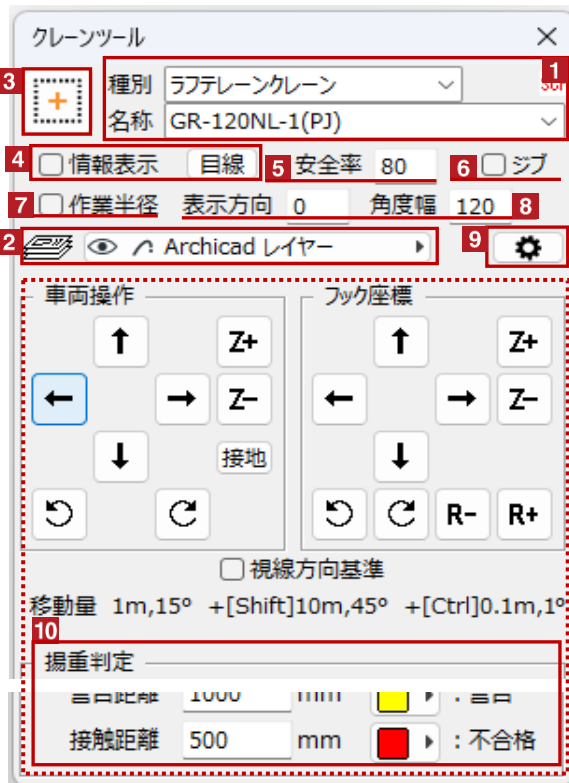 クレーンツール
1
3
種別 ラフテレーンクレーン
名称 GR-120NL-1(PJ)
4 情報表示 目線 5 安全率 80 6 ジブ
7 作業半径 表示方向 0 角度幅 120 8
2 Archicad レイヤー 9
車両操作 フック座標
Z+ Z+
Z- Z-
接地
R- R+
視線方向基準
移動量 1m,15° +[Shift]10m,45° +[Ctrl]0.1m,1°
10
揚重判定
1000 mm
接触距離 500 mm : 不合格